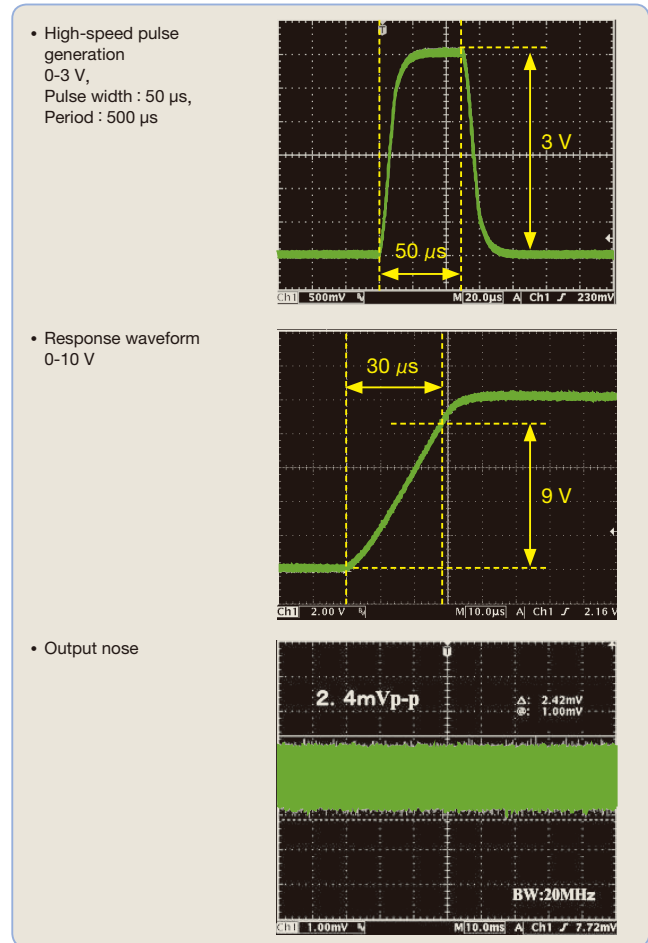 • High-speed pulse
generation
0-3 V,
Pulse width : 50 µs,
Period : 500 µs
T
3 V
50 µs
Ch1 500mV M 20.0µs A Ch1 230mV
• Response waveform
0-10 V
30 µs
9 V
Ch1 2.00 V M 10.0µs A Ch1 2.16 V
• Output nose
T
2. 4mVp-p
Δ: 2.42mV
@: 1.00mV
BW:20MHz
Ch1 1.00mV M 10.0ms A Ch1 7.72mV